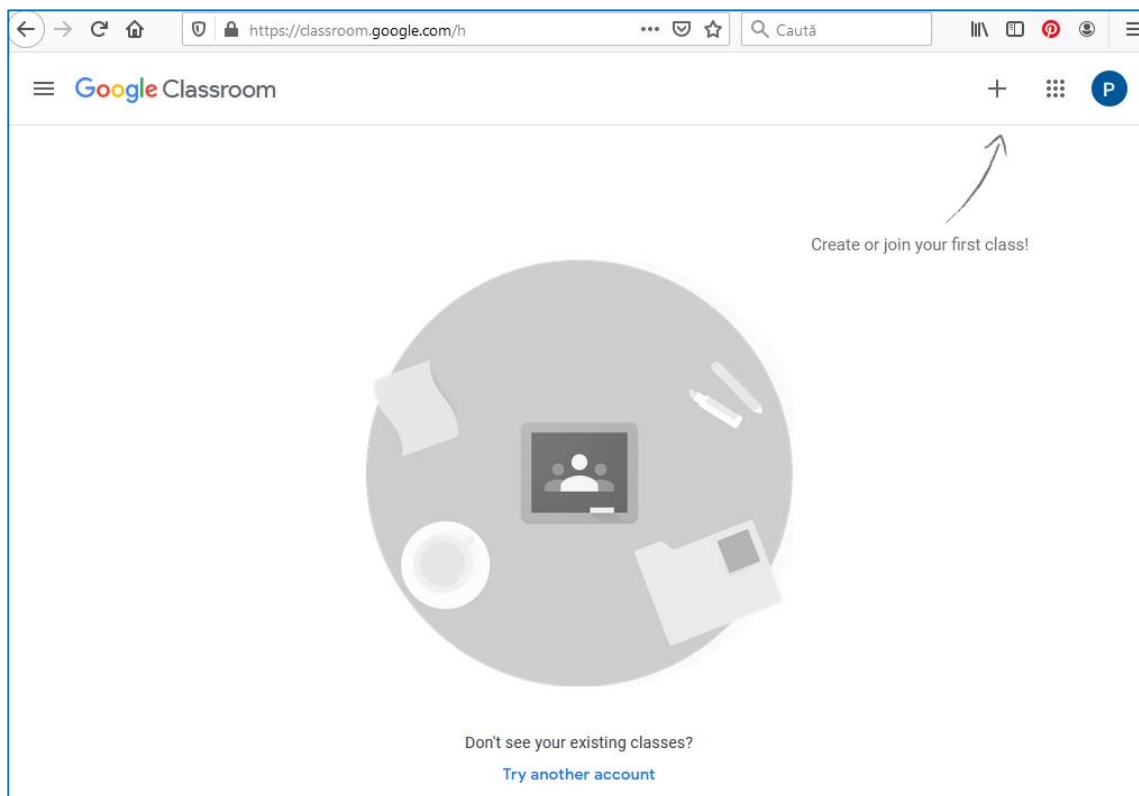 https://classroom.google.com/h
Caută
Google Classroom
P
Create or join your first class!
Don't see your existing classes?
Try another account